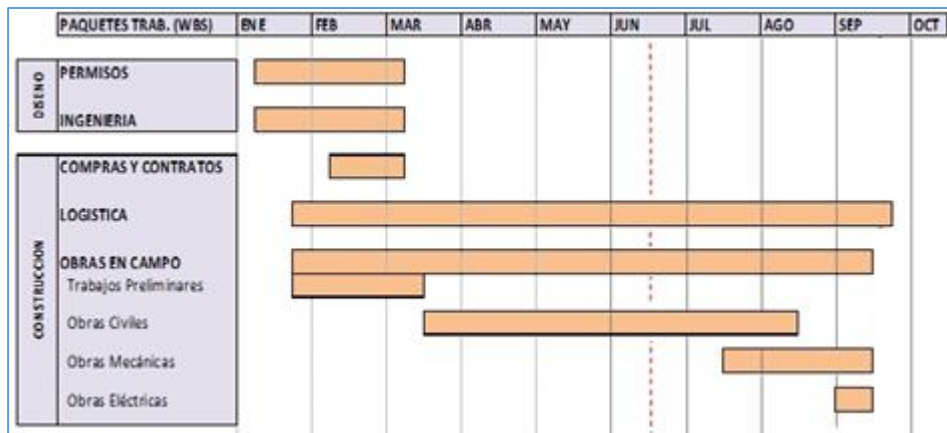 PAQUETES TRAB. (WBS) ENE FEB MAR ABR MAY JUN JUL AGO SEP OCT
DISENO
PERMISOS
INGENIERIA
CONSTRUCCION
COMPRAS Y CONTRATOS
LOGISTICA
OBRAS EN CAMPO
Trabajos Preliminares
Obras Civiles
Obras Mecánicas
Obras Eléctricas